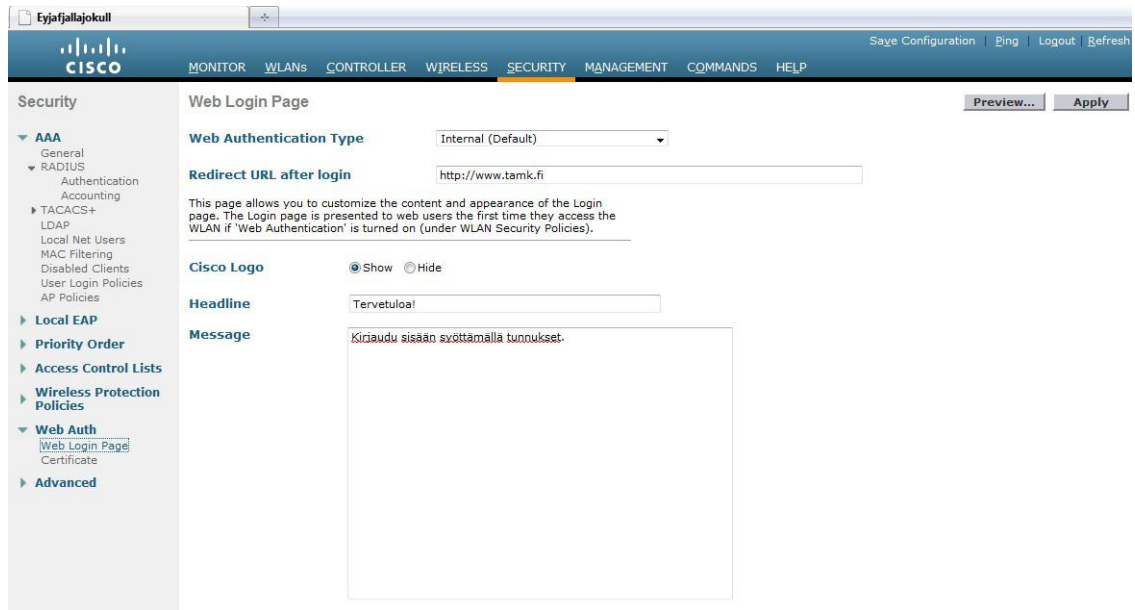 Eyjafjallajokull
Save Configuration | Ping | Logout | Refresh
CISCO
MONITOR WLANs CONTROLLER WIRELESS SECURITY MANAGEMENT COMMANDS HELP
Security
AAA
General
RADIUS
Authentication
Accounting
TACACS+
LDAP
Local Net Users
MAC Filtering
Disabled Clients
User Login Policies
AP Policies
Local EAP
Priority Order
Access Control Lists
Wireless Protection
Policies
Web Auth
Web Login Page
Certificate
Advanced
Web Login Page
Preview... Apply
Web Authentication Type Internal (Default)
Redirect URL after login http://www.tamk.fi
This page allows you to customize the content and appearance of the Login
page. The Login page is presented to web users the first time they access the
WLAN if 'Web Authentication' is turned on (under WLAN Security Policies).
Cisco Logo Show Hide
Headline Tervetuloa!
Message Kirjaudu sisään syöttämällä tunnukset.